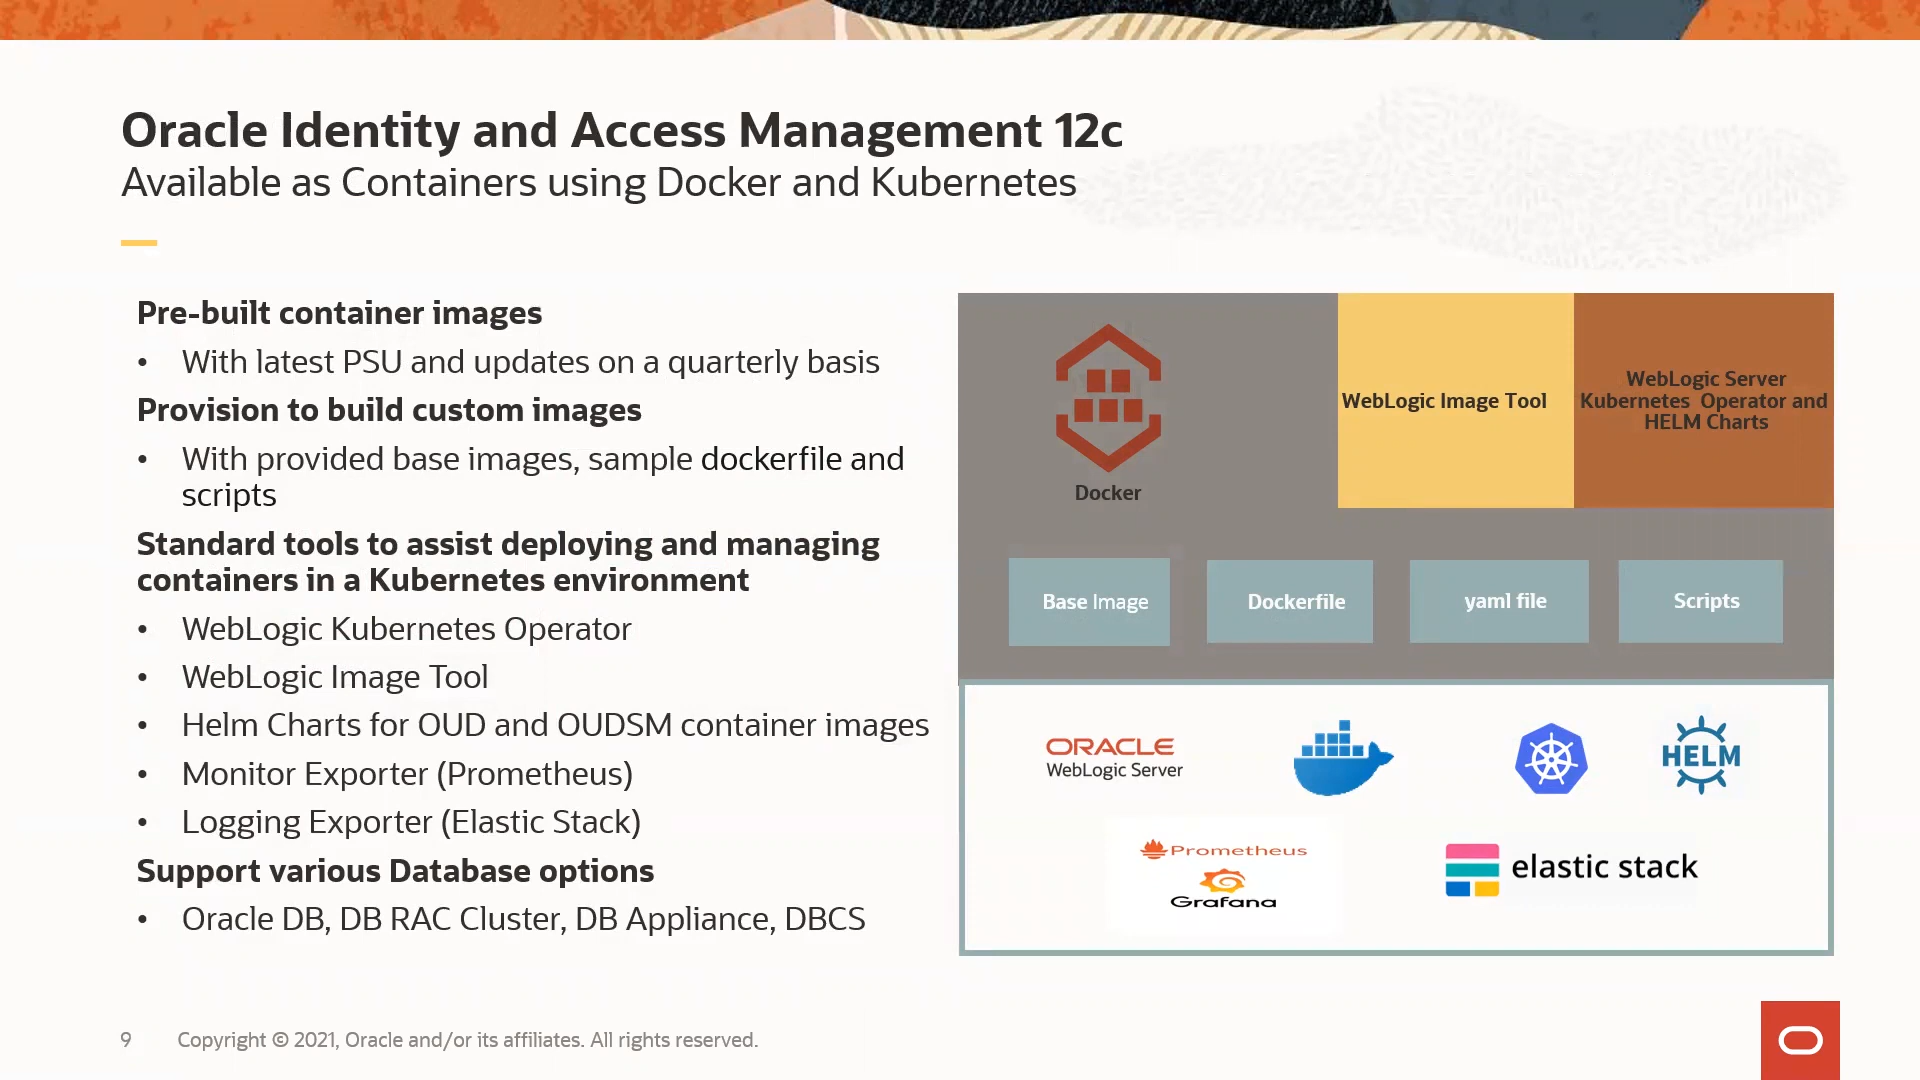 Oracle Identity and Access Management 12c
Available as Containers using Docker and Kubernetes
Pre-built container images
• With latest PSU and updates on a quarterly basis
Provision to build custom images
• With provided base images, sample dockerfile and
scripts
Standard tools to assist deploying and managing
containers in a Kubernetes environment
• WebLogic Kubernetes Operator
• WebLogic Image Tool
• Helm Charts for OUD and OUDSM container images
• Monitor Exporter (Prometheus)
• Logging Exporter (Elastic Stack)
Support various Database options
• Oracle DB, DB RAC Cluster, DB Appliance, DBCS
Docker
WebLogic Image Tool
WebLogic Server
Kubernetes Operator and
HELM Charts
Base Image
Dockerfile
yaml file
Scripts
ORACLE
WebLogic Server
HELM
Prometheus
Grafana
elastic stack
9 Copyright © 2021, Oracle and/or its affiliates. All rights reserved.